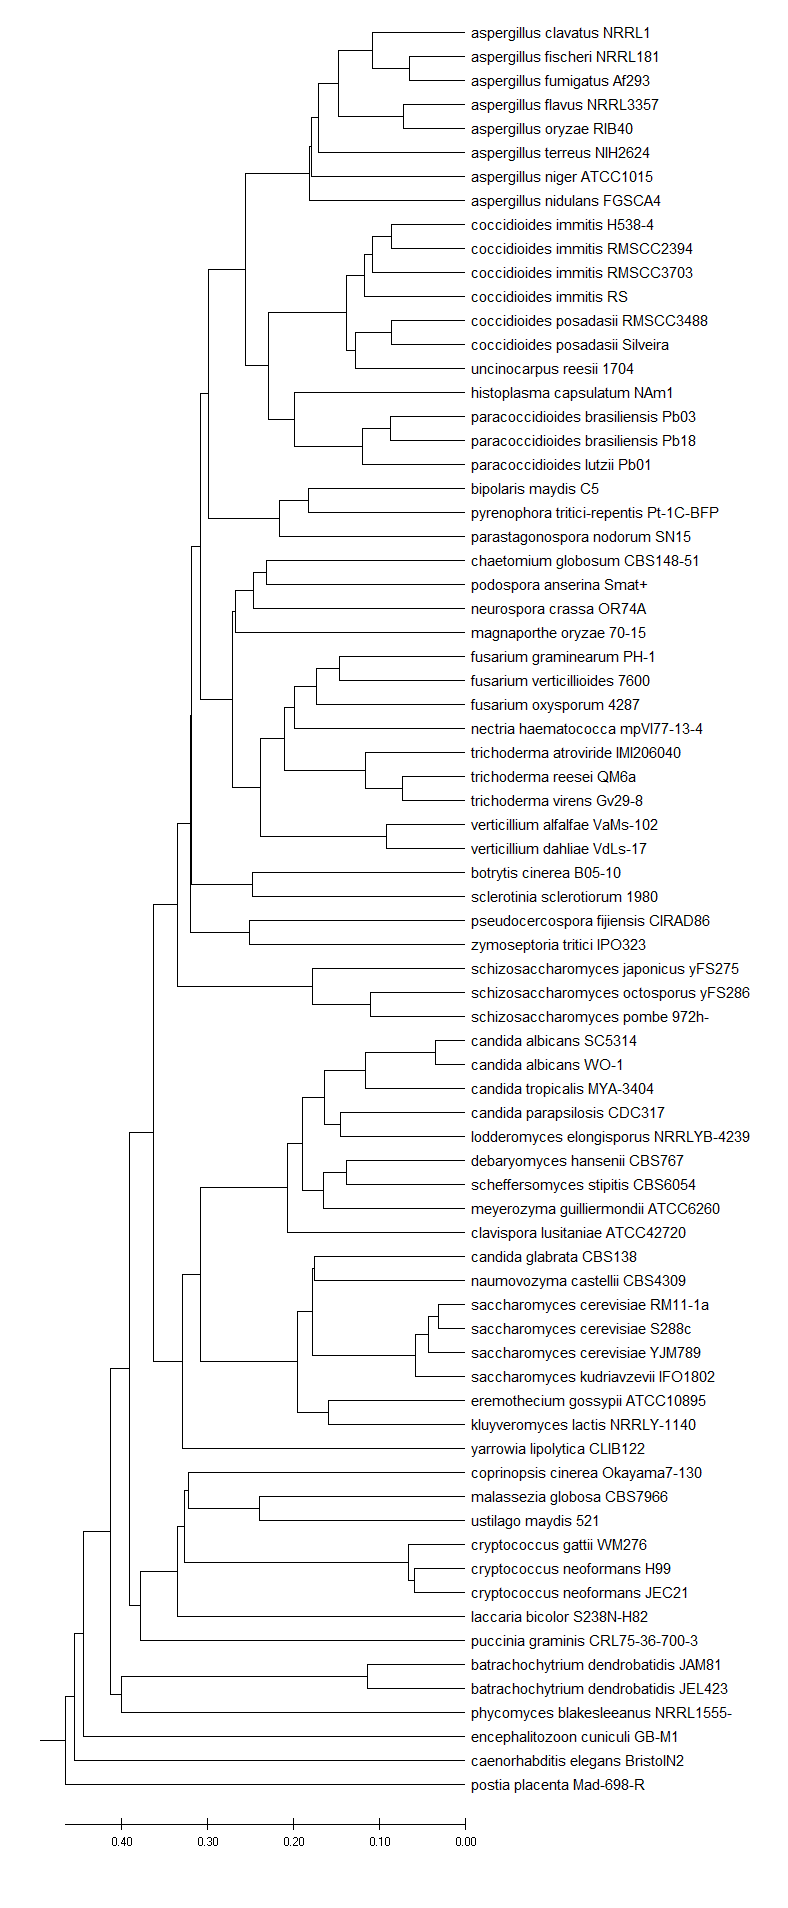 aspergillus clavatus NRRL1
aspergillus fischeri NRRL181
aspergillus fumigatus Af293
aspergillus flavus NRRL3357
aspergillus oryzae RIB40
aspergillus terreus NIH2624
aspergillus niger ATCC1015
aspergillus nidulans FGSCA4
coccidioides immitis H538-4
coccidioides immitis RMSCC2394
coccidioides immitis RMSCC3703
coccidioides immitis RS
coccidioides posadasii RMSCC3488
coccidioides posadasii Silveira
uncinocarpus reesii 1704
histoplasma capsulatum NAm1
paracoccidioides brasiliensis Pb03
paracoccidioides brasiliensis Pb18
paracoccidioides lutzii Pb01
bipolaris maydis C5
pyrenophora tritici-repentis Pt-1C-BFP
parastagonospora nodorum SN15
chaetomium globosum CBS148-51
podospora anserina Smat+
neurospora crassa OR74A
magnaporthe oryzae 70-15
fusarium graminearum PH-1
fusarium verticillioides 7600
fusarium oxysporum 4287
nectria haematococca mpVI77-13-4
trichoderma atroviride IMI206040
trichoderma reesei QM6a
trichoderma virens Gv29-8
verticillium alfalfae VaMs-102
verticillium dahliae VdLs-17
botrytis cinerea B05-10
sclerotinia sclerotiorum 1980
pseudocercospora fijiensis CIRAD86
zymoseptoria tritici IPO323
schizosaccharomyces japonicus yFS275
schizosaccharomyces octosporus yFS286
schizosaccharomyces pombe 972h-
candida albicans SC5314
candida albicans WO-1
candida tropicalis MYA-3404
candida parapsilosis CDC317
lodderomyces elongisporus NRRLYB-4239
debaryomyces hansenii CBS767
scheffersomyces stipitis CBS6054
meyerozyma guilliermondii ATCC6260
clavispora lusitaniae ATCC42720
candida glabrata CBS138
naumovozyma castellii CBS4309
saccharomyces cerevisiae RM11-1a
saccharomyces cerevisiae S288c
saccharomyces cerevisiae YJM789
saccharomyces kudriavzevii IFO1802
eremothecium gossypii ATCC10895
kluyveromyces lactis NRRLY-1140
yarrowia lipolytica CLIB122
coprinopsis cinerea Okayama7-130
malassezia globosa CBS7966
ustilago maydis 521
cryptococcus gattii WM276
cryptococcus neoformans H99
cryptococcus neoformans JEC21
laccaria bicolor S238N-H82
puccinia graminis CRL75-36-700-3
batrachochytrium dendrobatidis JAM81
batrachochytrium dendrobatidis JEL423
phycomyces blakesleeanus NRRL1555-
encephalitozoon cuniculi GB-M1
caenorhabditis elegans BristolN2
postia placenta Mad-698-R
0.40 0.30 0.20 0.10 0.00